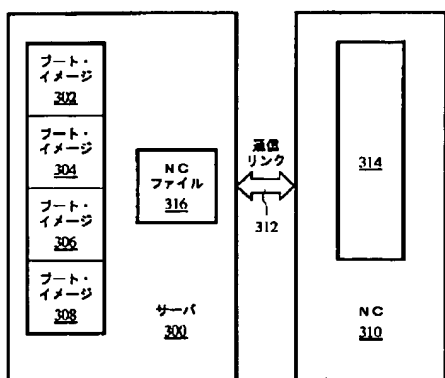 ブート・
イメージ
302
ブート・
イメージ
304
ブート・
イメージ
306
ブート・
イメージ
308
NC
ファイル
316
サーバ
300
通信
リンク
312
314
NC
310